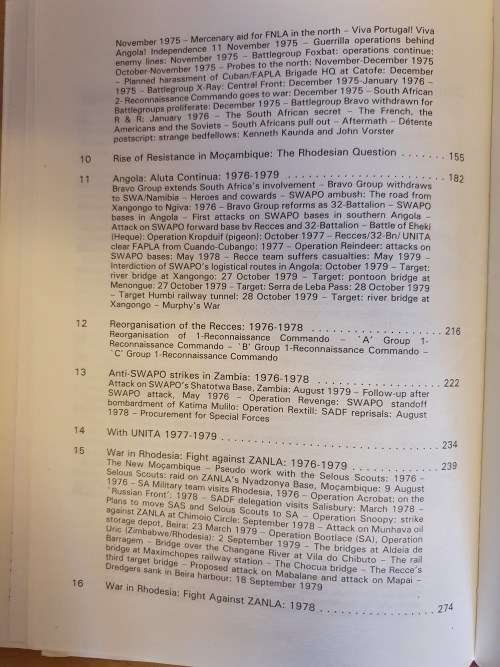 November 1975 – Mercenary aid for FNLA in the north – Viva Portugal! Viva
Angola! Independence 11 November 1975 – Guerrilla operations behind
enemy lines: November 1975 – Battlegroup Foxbat: operations continue:
October-November 1975 – Probes to the north: November-December 1975
– Planned harassment of Cuban/FAPLA Brigade HQ at Catofe: December
1975 – Battlegroup X-Ray: Central Front: December 1975-January 1976 –
2-Reconnaissance Commando goes to war: December 1975 – South African
Battlegroups proliferate: December 1975 – Battlegroup Bravo withdrawn for
R & R: January 1976 – The South African secret – The French, the
Americans and the Soviets – South Africans pull out – Aftermath – Détente
postscript: strange bedfellows; Kenneth Kaunda and John Vorster
10 Rise of Resistance in Moçambique: The Rhodesian Question . . . . . . . 155
11 Angola: Aluta Continua: 1976-1979 . . . . . . . . . . . . . . . . . . . . . . . . 182
Bravo Group extends South Africa's involvement – Bravo Group withdraws
to SWA/Namibia – Heroes and cowards – SWAPO ambush: The road from
Xangongo to Ngiva: 1976 – Bravo Group reforms as 32-Battalion – SWAPO
bases in Angola – First attacks on SWAPO bases in southern Angola –
Attack on SWAPO forward base by Recces and 32-Battalion – Battle of Eheki
(Heque): Operation Kropduif (pigeon): October 1977 – Recces/32-Bn/ UNITA
clear FAPLA from Cuando-Cubango: 1977 – Operation Reindeer: attacks on
SWAPO bases: May 1978 – Recce team suffers casualties: May 1979 –
Interdiction of SWAPO's logistical routes in Angola: October 1979 – Target:
river bridge at Xangongo: 27 October 1979 – Target: pontoon bridge at
Menongue: 27 October 1979 – Target: Serra de Leba Pass: 28 October 1979
– Target Humbi railway tunnel: 28 October 1979 – Target: river bridge at
Xangongo – Murphy's War
12 Reorganisation of the Recces: 1976-1978 . . . . . . . . . . . . . . . . . . . 216
Reorganisation of 1-Reconnaissance Commando – `A' Group 1-
Reconnaissance Commando – `B' Group 1-Reconnaissance Commando –
`C' Group 1-Reconnaissance Commando
13 Anti-SWAPO strikes in Zambia: 1976-1978 . . . . . . . . . . . . . . . . . . 222
Attack on SWAPO's Shatotwa Base, Zambia: August 1979 – Follow-up after
SWAPO attack, May 1976 – Operation Revenge: SWAPO standoff
bombardment of Katima Mulilo: Operation Rextill: SADF reprisals: August
1978 – Procurement for Special Forces
14 With UNITA 1977-1979 . . . . . . . . . . . . . . . . . . . . . . . . . . . . . . . . 234
15 War in Rhodesia: Fight against ZANLA: 1976-1979 . . . . . . . . . . . . . 239
The New Moçambique – Pseudo work with the Selous Scouts: 1976 –
Selous Scouts: raid on ZANLA's Nyadzonya Base, Moçambique: 9 August
1976 – SA Military team visits Rhodesia, 1976 – Operation Acrobat: on the
`Russian Front': 1978 – SADF delegation visits Salisbury: March 1978 –
Plans to move SAS and Selous Scouts to SA – Operation Snoopy: strike
against ZANLA at Chimoio Circle: September 1978 – Attack on Munhava oil
storage depot, Beira: 23 March 1979 – Operation Bootlace (SA), Operation
Uric (Zimbabwe/Rhodesia): 2 September 1979 – The bridges at Aldeia de
Barragem – Bridge over the Changane River at Vila do Chibuto – The rail
bridge at Maximchopes railway station – The Chocua bridge – The Recce's
third target bridge – Proposed attack on Mabalane and attack on Mapai –
Dredgers sank in Beira harbour: 18 September 1979
16 War in Rhodesia: Fight Against ZANLA: 1978 . . . . . . . . . . . . . . . . . 274